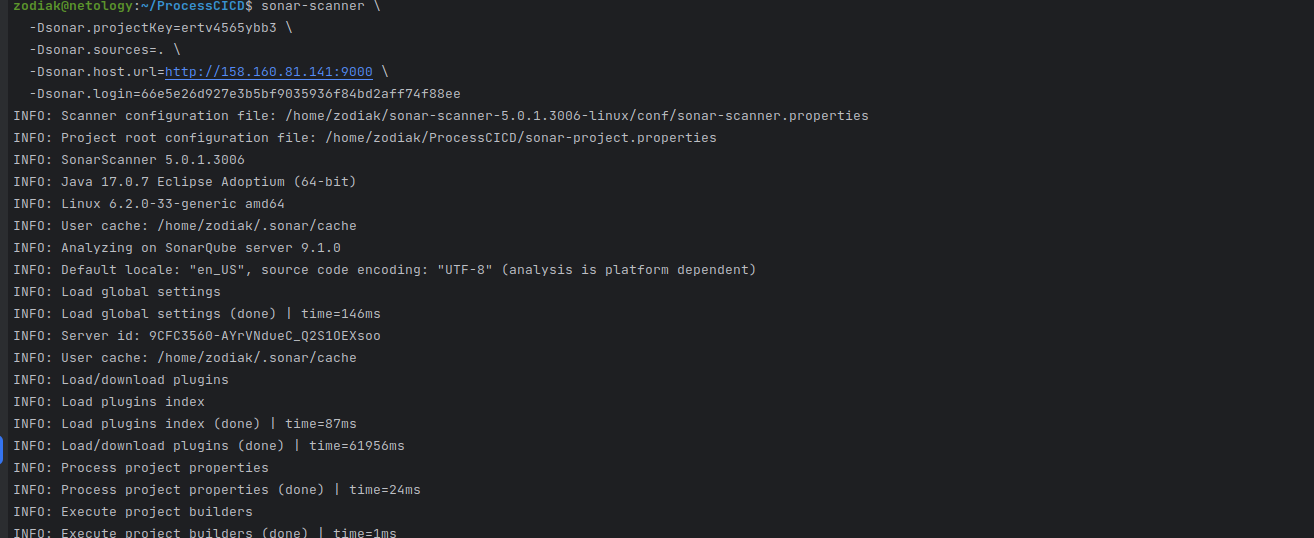 zodiak@netology:~/ProcessCICD$ sonar-scanner \
  -Dsonar.projectKey=ertv4565ybb3 \
  -Dsonar.sources=. \
  -Dsonar.host.url=http://158.160.81.141:9000 \
  -Dsonar.login=66e5e26d927e3b5bf9035936f84bd2aff74f88ee
INFO: Scanner configuration file: /home/zodiak/sonar-scanner-5.0.1.3006-linux/conf/sonar-scanner.properties
INFO: Project root configuration file: /home/zodiak/ProcessCICD/sonar-project.properties
INFO: SonarScanner 5.0.1.3006
INFO: Java 17.0.7 Eclipse Adoptium (64-bit)
INFO: Linux 6.2.0-33-generic amd64
INFO: User cache: /home/zodiak/.sonar/cache
INFO: Analyzing on SonarQube server 9.1.0
INFO: Default locale: "en_US", source code encoding: "UTF-8" (analysis is platform dependent)
INFO: Load global settings
INFO: Load global settings (done) | time=146ms
INFO: Server id: 9CFC3560-AYrVNdueC_Q2S1OEXsoo
INFO: User cache: /home/zodiak/.sonar/cache
INFO: Load/download plugins
INFO: Load plugins index
INFO: Load plugins index (done) | time=87ms
INFO: Load/download plugins (done) | time=61956ms
INFO: Process project properties
INFO: Process project properties (done) | time=24ms
INFO: Execute project builders
INFO: Execute project builders (done) | time=1ms